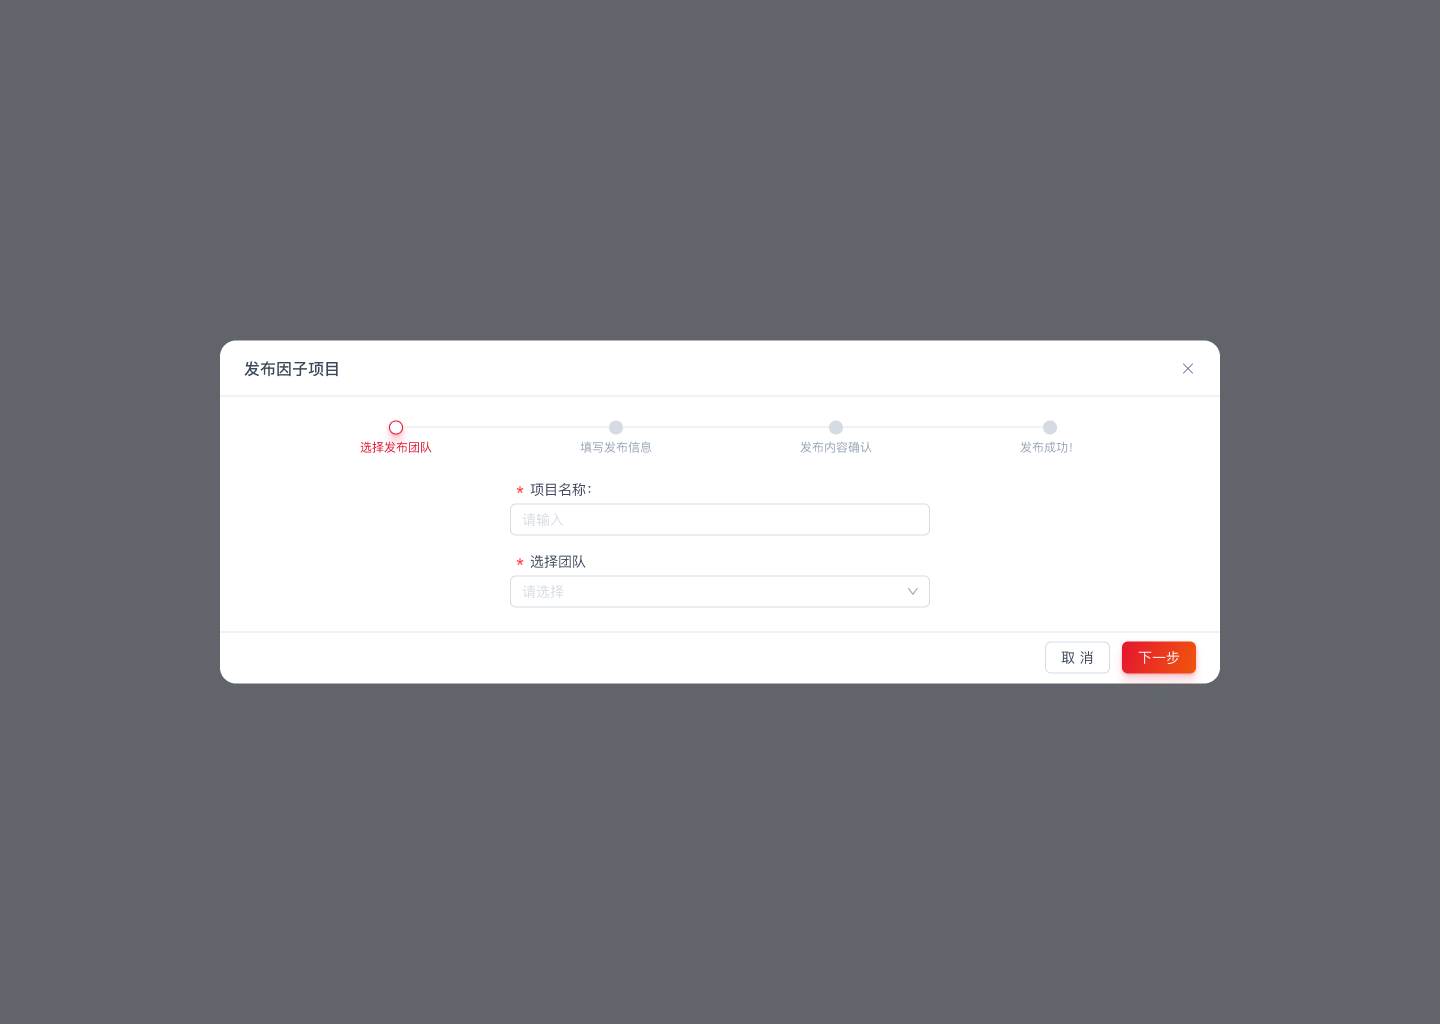 发布因子项目
选择发布团队 填写发布信息 发布内容确认 发布成功!
* 项目名称:
请输入
* 选择团队
请选择
取 消 下一步